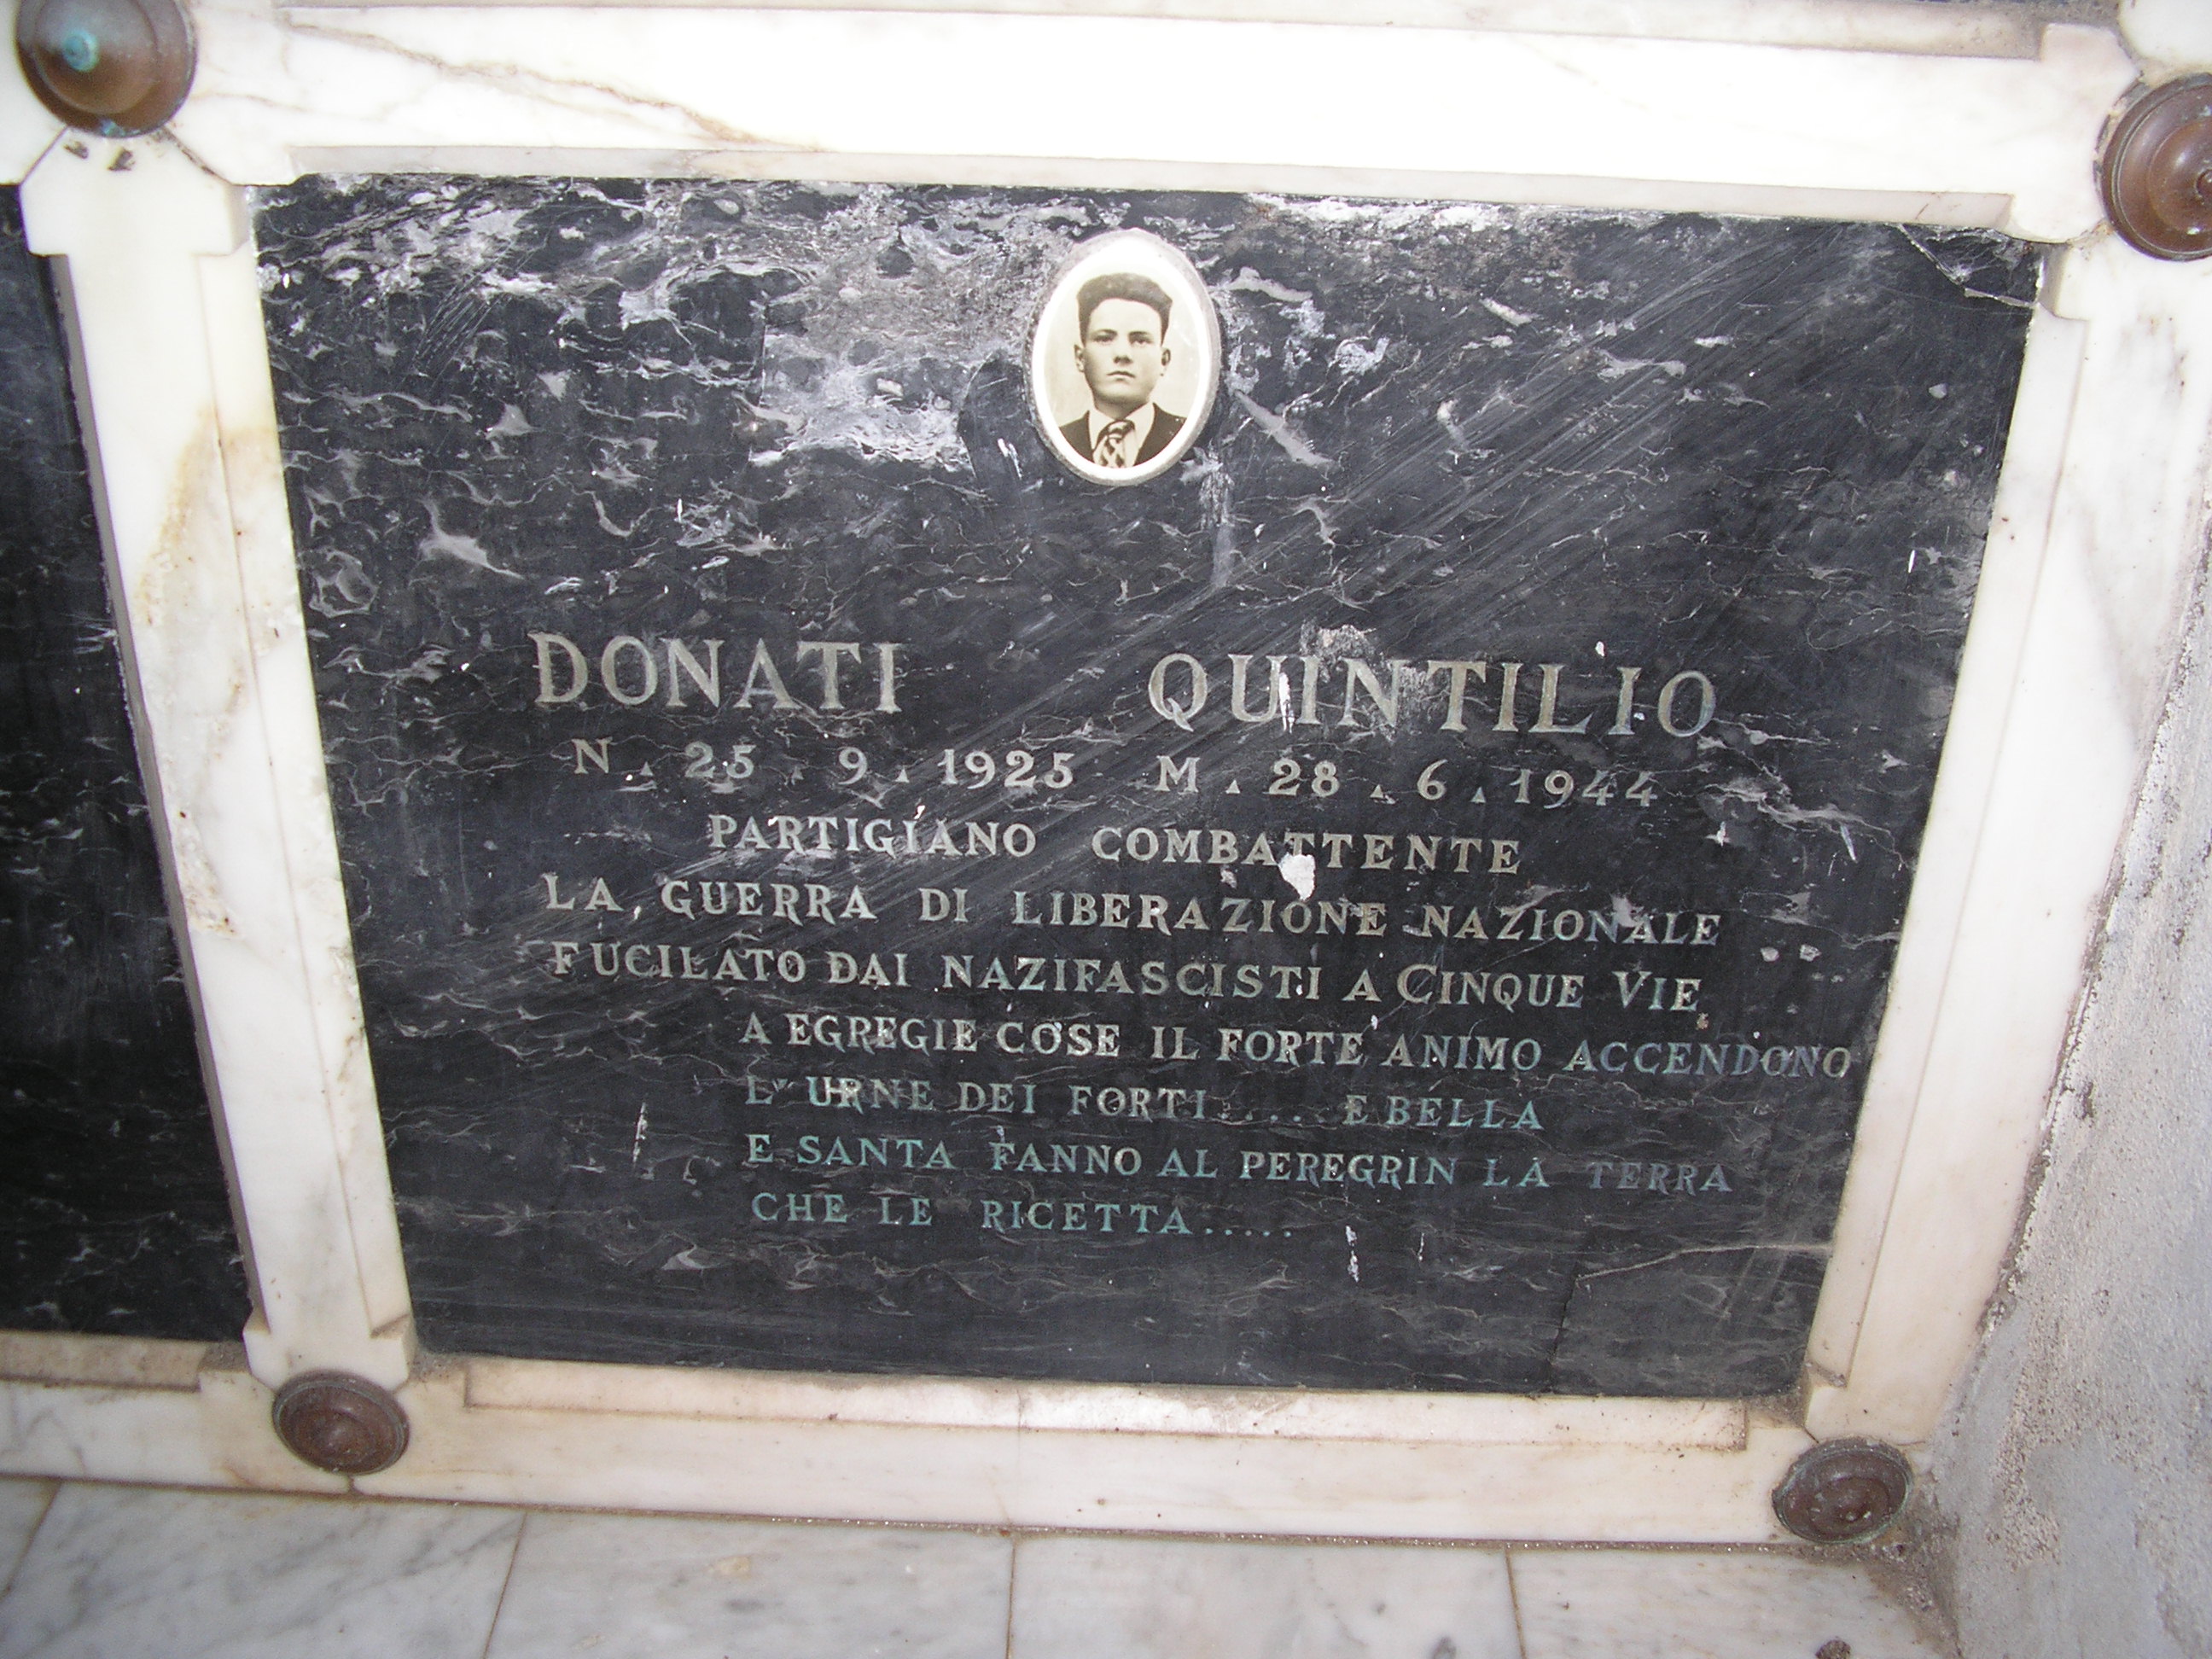 DONATI QUINTILIO
N. 25. 9. 1925 M. 28. 6. 1944
PARTIGIANO COMBATTENTE
LA GUERRA DI LIBERAZIONE NAZIONALE
FUCILATO DAI NAZIFASCISTI A CINQUE VIE
A EGREGIE COSE IL FORTE ANIMO ACCENDONO
L' URNE DEI FORTI.... E BELLA
E SANTA FANNO AL PEREGRIN LA TERRA
CHE LE RICETTA.....